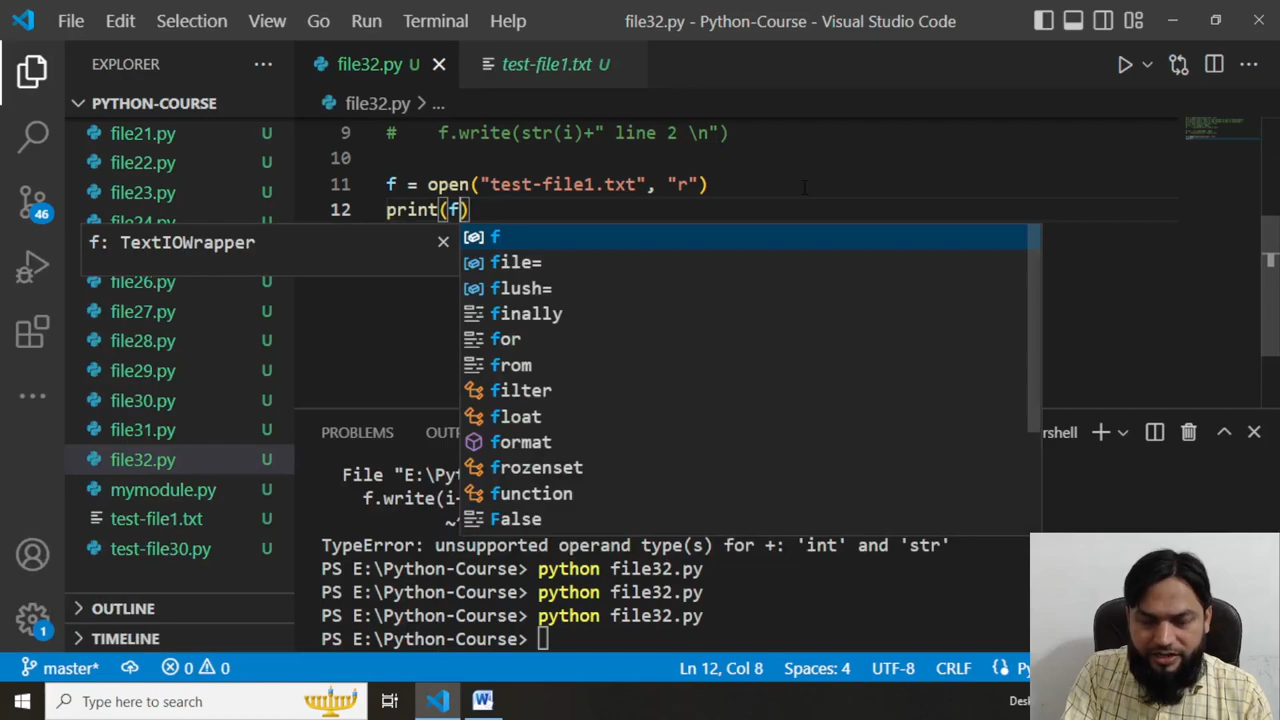 File Edit Selection View Go Run Terminal Help file32.py - Python-Course - Visual Studio Code
EXPLORER
file32.py U
test-file1.txt U
PYTHON-COURSE
file32.py > ...
file21.py U
file22.py U
file23.py U
file24.py U
file26.py U
file27.py U
file28.py U
file29.py U
file30.py U
file31.py U
file32.py U
mymodule.py U
test-file1.txt U
test-file30.py U
OUTLINE
TIMELINE
46
1
9 # f.write(str(i)+" line 2 \n")
10
11 f = open("test-file1.txt", "r")
12 print(f)
f: TextIOWrapper
f
file=
flush=
finally
for
from
filter
float
format
frozenset
function
False
PROBLEMS
OUT
shell
File "E:\Py
f.write(i
TypeError: unsupported operand type(s) for +: 'int' and 'str'
PS E:\Python-Course> python file32.py
PS E:\Python-Course> python file32.py
PS E:\Python-Course> python file32.py
PS E:\Python-Course>
master* 0 0 Ln 12, Col 8 Spaces: 4 UTF-8 CRLF Py
Type here to search
Des